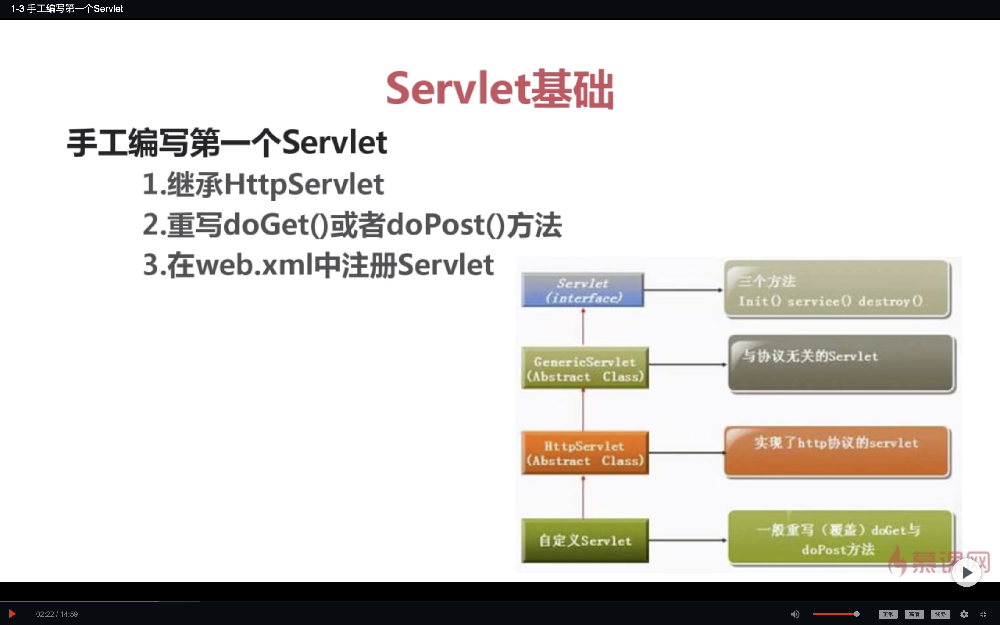 1-3 手工编写第一个Servlet
Servlet基础
手工编写第一个Servlet
1.继承HttpServlet
2.重写doGet()或者doPost()方法
3.在web.xml中注册Servlet
Servlet
(interface)
三个方法
Init() service() destroy()
GenericServlet
(Abstract Class)
与协议无关的Servlet
HttpServlet
(Abstract Class)
实现了http协议的servlet
自定义Servlet
一般重写（覆盖）doGet与
doPost方法
慕课网
02:22 / 14:59
正常
高清
线路